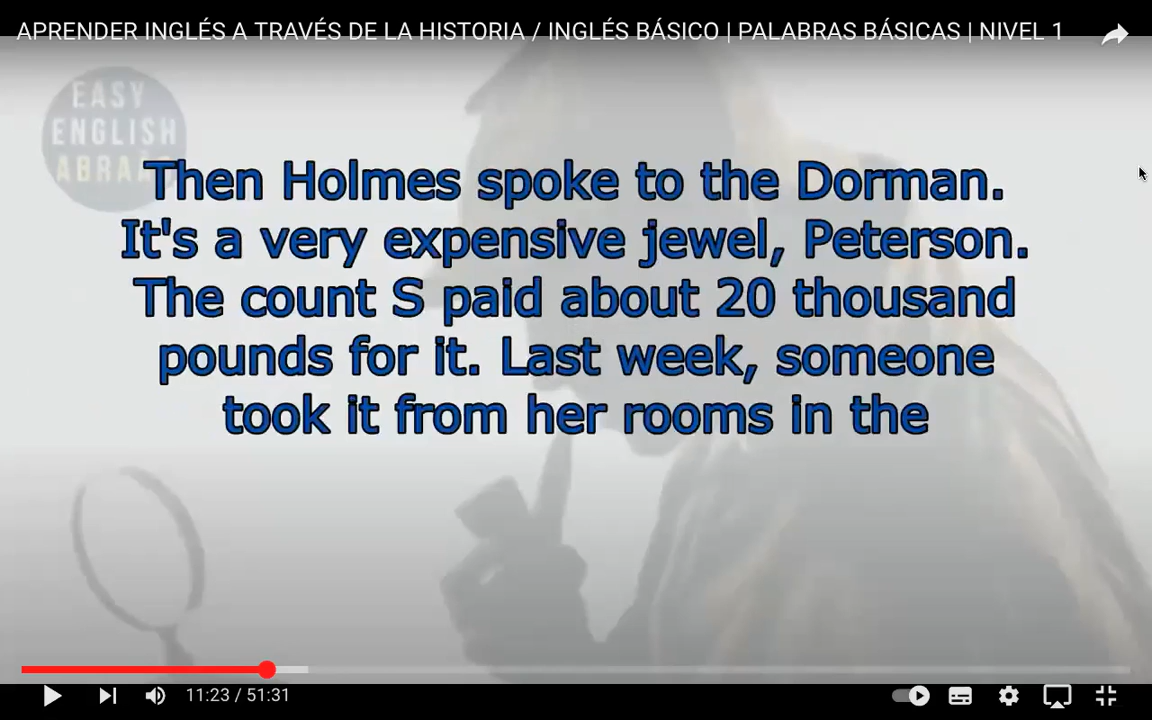 APRENDER INGLÉS A TRAVÉS DE LA HISTORIA / INGLÉS BÁSICO | PALABRAS BÁSICAS | NIVEL 1
EASY
ENGLISH
Then Holmes spoke to the Dorman.
It's a very expensive jewel, Peterson.
The count S paid about 20 thousand
pounds for it. Last week, someone
took it from her rooms in the
11:23 / 51:31